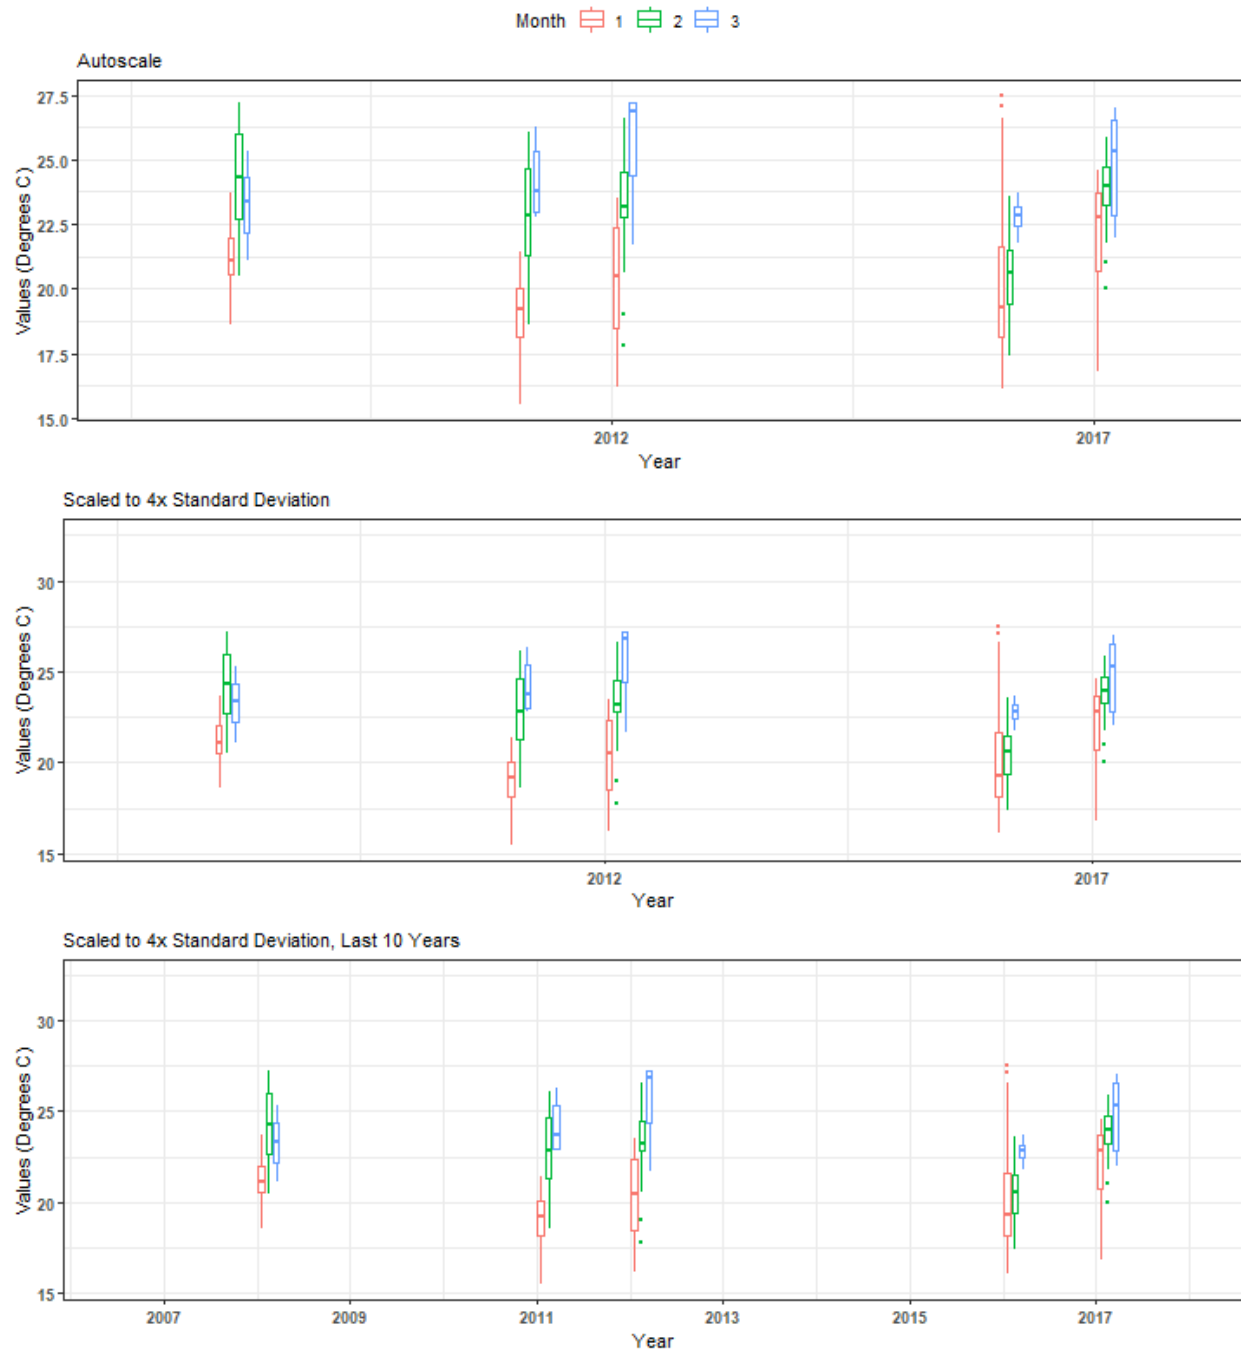 Month 1 2 3
Autoscale
27.5
25.0
22.5
20.0
17.5
15.0
Values (Degrees C)
2012 2017
Year
Scaled to 4x Standard Deviation
30
25
20
15
Values (Degrees C)
2012 2017
Year
Scaled to 4x Standard Deviation, Last 10 Years
30
25
20
15
Values (Degrees C)
2007 2009 2011 2013 2015 2017
Year